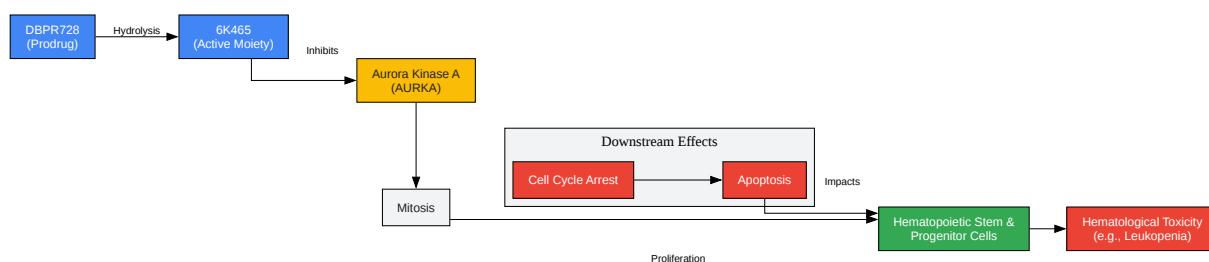 DBPR728
(Prodrug)
Hydrolysis
6K465
(Active Moiety)
Inhibits
Aurora Kinase A
(AURKA)
Downstream Effects
Cell Cycle Arrest
Apoptosis
Impacts
Mitosis
Hematopoietic Stem &
Progenitor Cells
Hematological Toxicity
(e.g., Leukopenia)
Proliferation